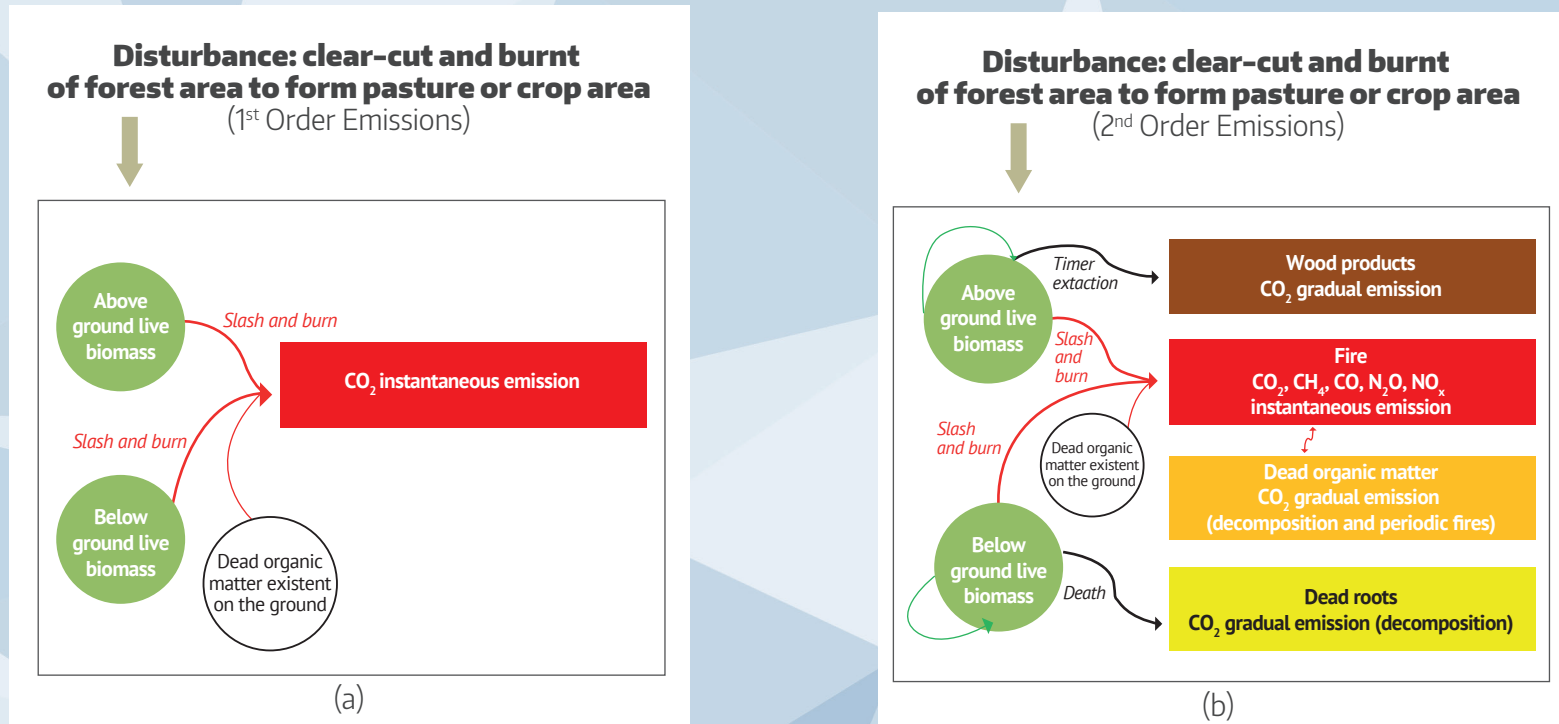 Disturbance: clear-cut and burnt
of forest area to form pasture or crop area
(1st Order Emissions)
Above
ground live
biomass
Slash and burn
CO₂ instantaneous emission
Slash and burn
Below
ground live
biomass
Dead organic
matter existent
on the ground
(a)
Disturbance: clear-cut and burnt
of forest area to form pasture or crop area
(2nd Order Emissions)
Above
ground live
biomass
Timer
extaction
Wood products
CO₂ gradual emission
Slash
and
burn
Fire
CO₂, CH₄, CO, N₂O, NOₓ
instantaneous emission
Slash
and burn
Dead organic
matter existent
on the ground
Dead organic matter
CO₂ gradual emission
(decomposition and periodic fires)
Below
ground live
biomass
Death
Dead roots
CO₂ gradual emission (decomposition)
(b)